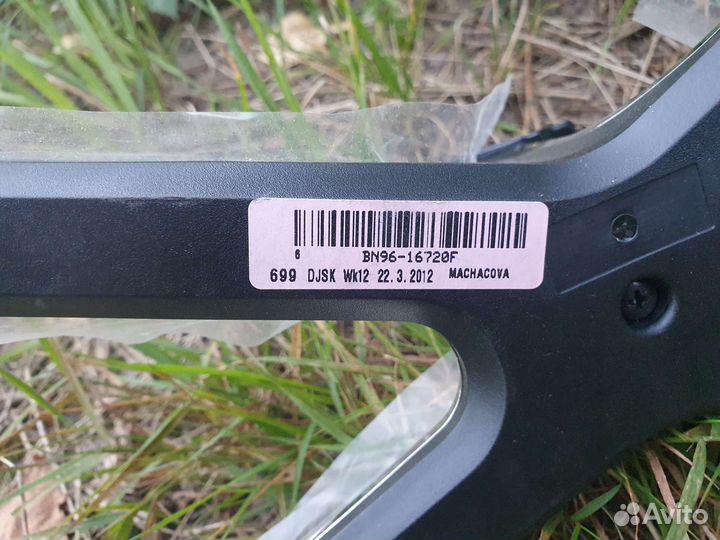 6 BN96-16720F
699 DJSK Wk12 22.3.2012 MACHACOVA
Avito